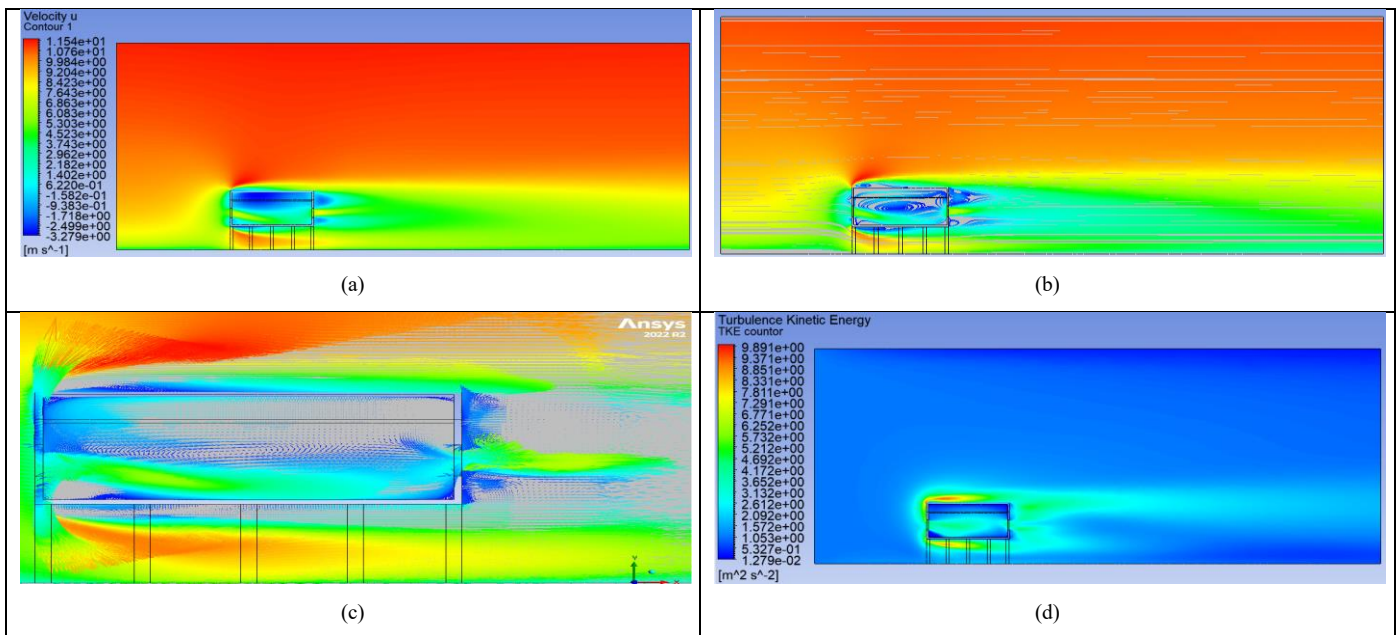 Velocity u
Contour 1
1.154e+01
1.076e+01
9.984e+00
9.204e+00
8.423e+00
7.643e+00
6.863e+00
6.083e+00
5.303e+00
4.523e+00
3.743e+00
2.962e+00
2.182e+00
1.402e+00
6.220e-01
-1.582e-01
-9.383e-01
-1.718e+00
-2.499e+00
-3.279e+00
[m s^-1]
(a)
(b)
Ansys
2022 R2
Y
X
(c)
Turbulence Kinetic Energy
TKE countor
9.891e+00
9.371e+00
8.851e+00
8.331e+00
7.811e+00
7.291e+00
6.771e+00
6.252e+00
5.732e+00
5.212e+00
4.692e+00
4.172e+00
3.652e+00
3.132e+00
2.612e+00
2.092e+00
1.572e+00
1.053e+00
5.327e-01
1.279e-02
[m^2 s^-2]
(d)